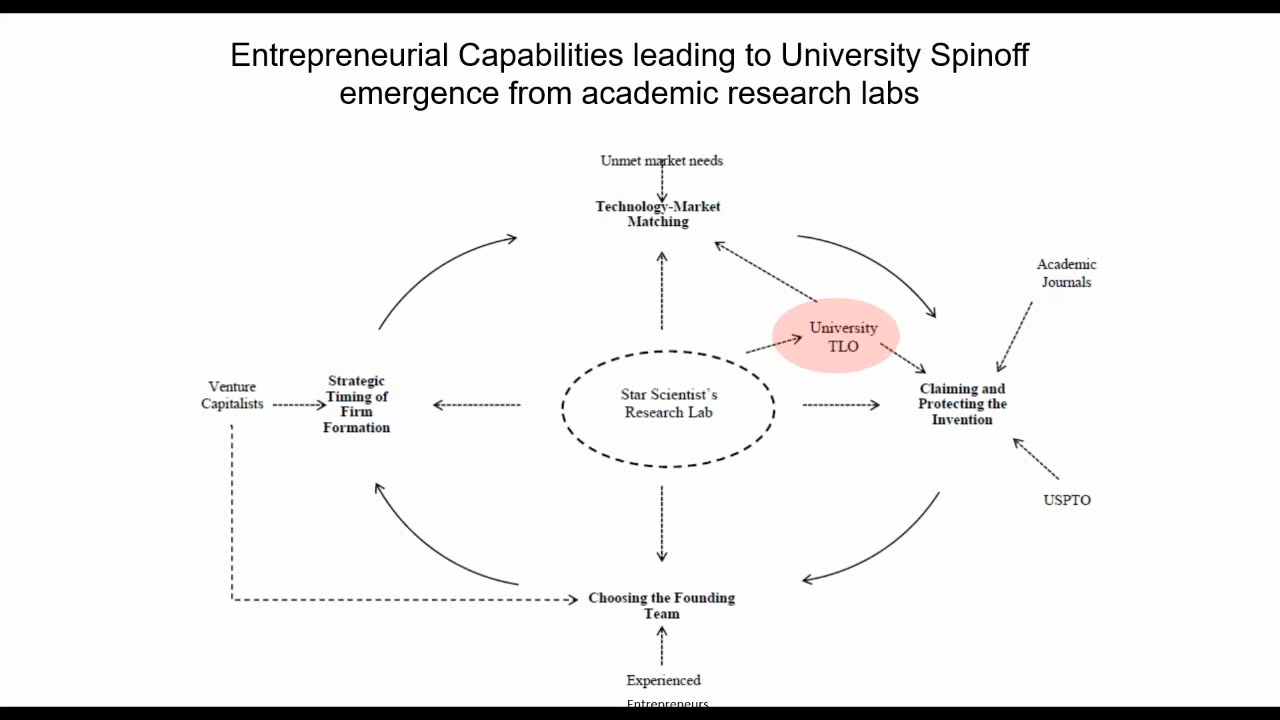 Entrepreneurial Capabilities leading to University Spinoff
emergence from academic research labs
Unmet market needs
Technology-Market
Matching
Academic
Journals
University
TLO
Venture
Capitalists
Strategic
Timing of
Firm
Formation
Star Scientist`s
Research Lab
Claiming and
Protecting the
Invention
USPTO
Choosing the Founding
Team
Experienced
Entrepreneurs